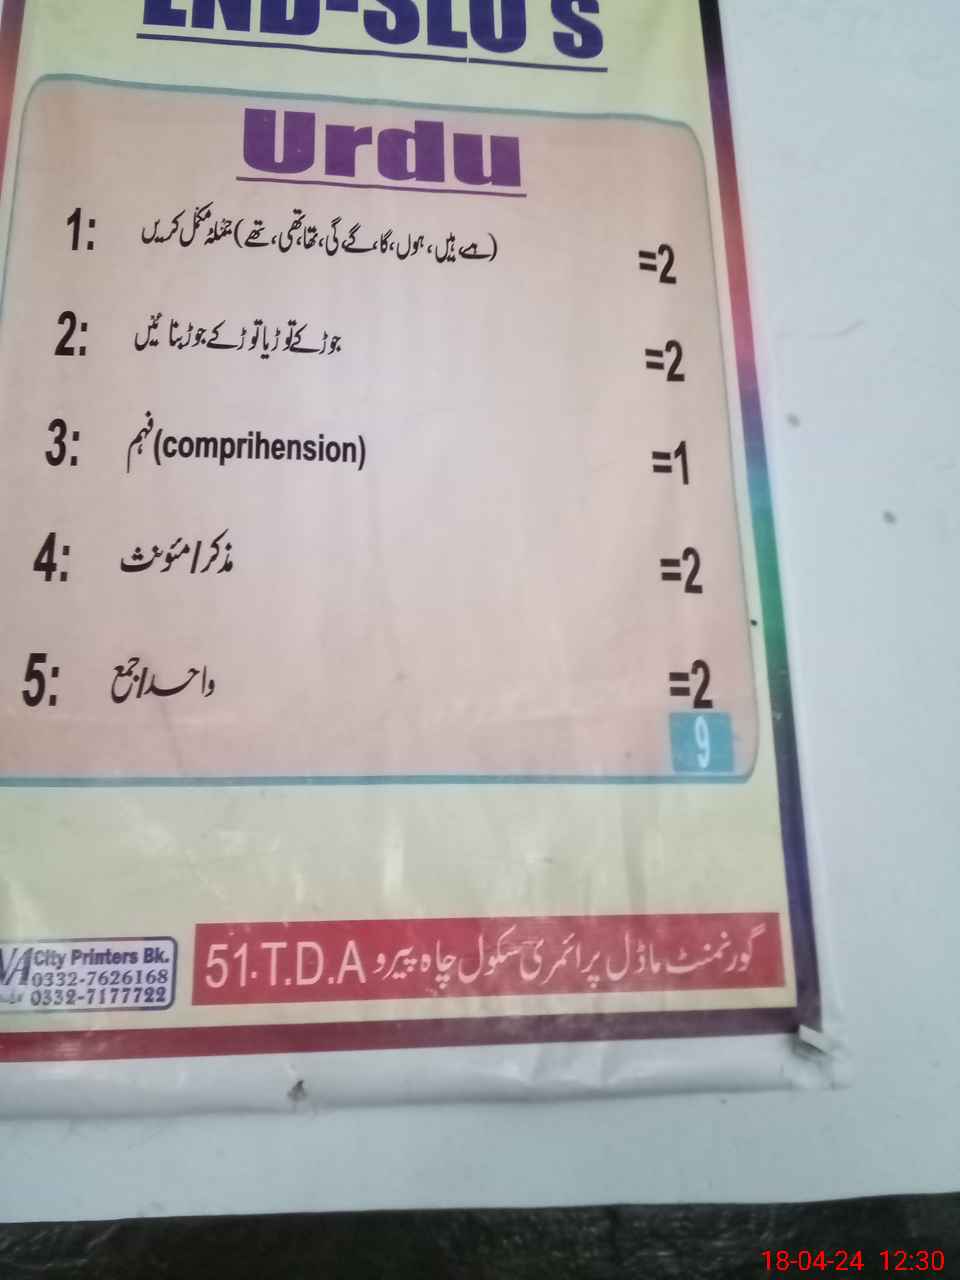 END-SLO's
Urdu
1: (ہے، ہیں، ہوں، گا، گے گی، تھا، تھی، تھے) جملہ مکمل کریں =2
2: جوڑ کے توڑ یا توڑ کے جوڑ بنائیں =2
3: فہم(comprihension) =1
4: مذکر/مئونث =2
5: واحد/جمع =2
9
City Printers Bk.
0332-7626168
0332-7177722
گورنمنٹ ماڈل پرائمری سکول چاہ پیرو 51.T.D.A
18-04-24 12:30